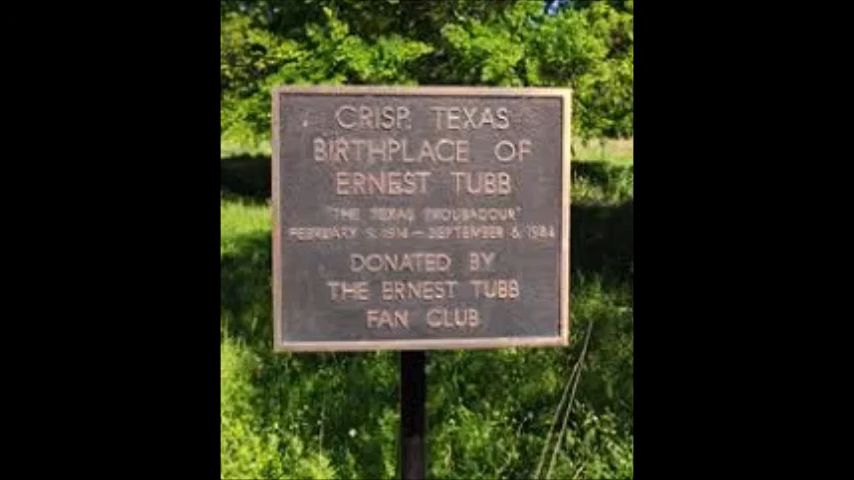 CRISP, TEXAS
BIRTHPLACE OF
ERNEST TUBB
"THE TEXAS TROUBADOUR"
FEBRUARY 9, 1914 – SEPTEMBER 6, 1984
DONATED BY
THE ERNEST TUBB
FAN CLUB